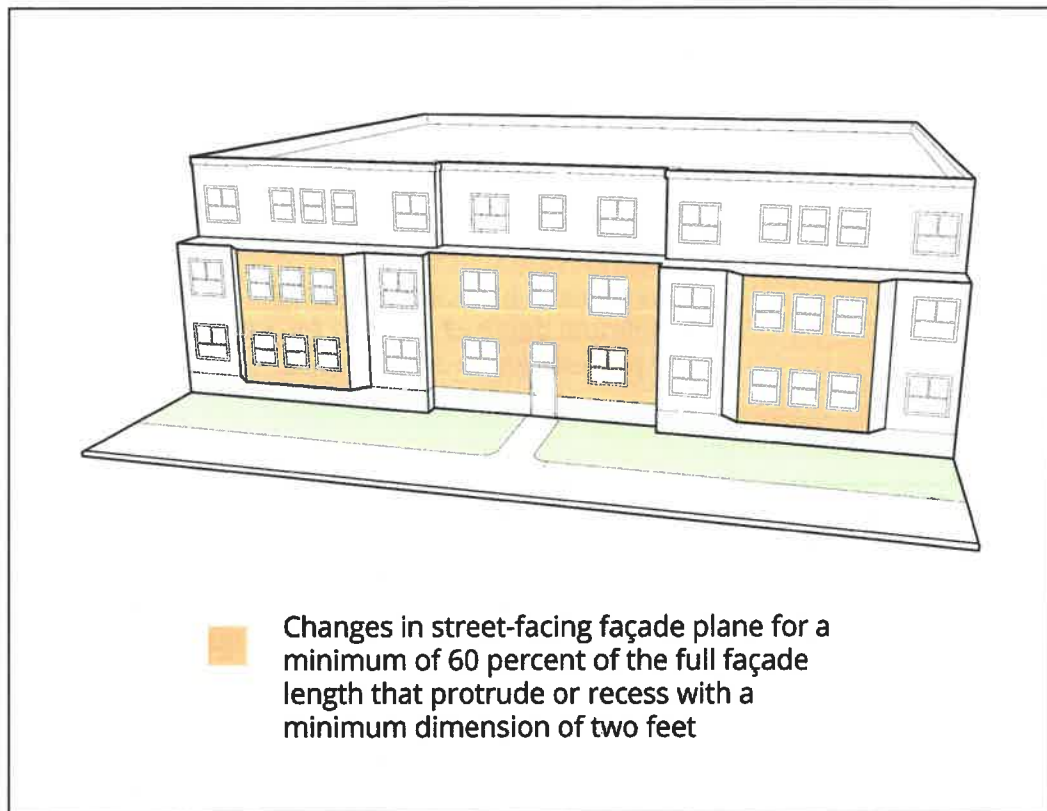 Changes in street-facing façade plane for a
minimum of 60 percent of the full façade
length that protrude or recess with a
minimum dimension of two feet